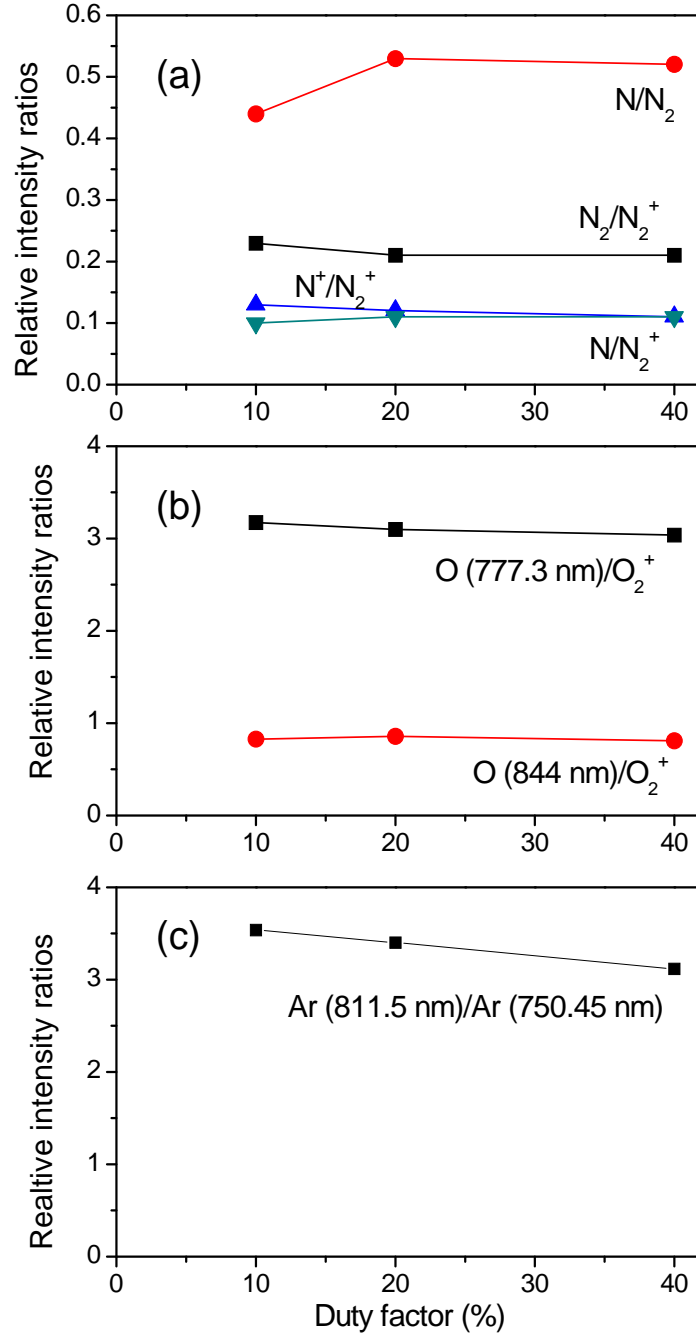 0.6
(a)
0.5
N/N₂
0.4
Relative intensity ratios
0.3
N₂/N₂⁺
0.2
N⁺/N₂⁺
0.1
N/N₂⁺
0.0
0 10 20 30 40
4
(b)
3
O (777.3 nm)/O₂⁺
Relative intensity ratios
2
1
O (844 nm)/O₂⁺
0
0 10 20 30 40
4
(c)
3
Ar (811.5 nm)/Ar (750.45 nm)
Realtive intensity ratios
2
1
0
0 10 20 30 40
Duty factor (%)